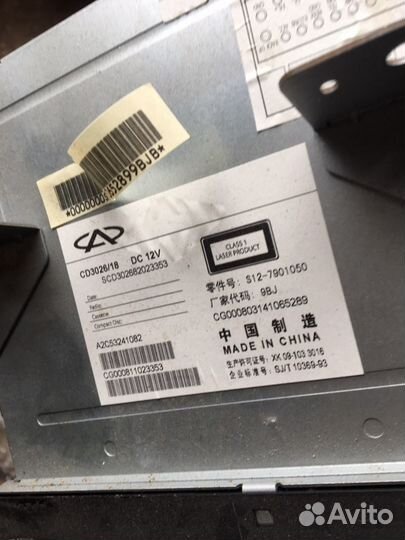 *0000000952899BJB*
CD3026/18 DC 12V
SCD302682023353
Date:
Radio:
Cassette:
Compact Disc:
A2C53241082
CG000811023353
CLASS 1
LASER PRODUCT
零件号: S12-7901050
厂家代码: 9BJ
CG000803141065289
中国制造
MADE IN CHINA
生产许可证号: XK 09-103 3016
企业标准号: SJ/T 10369-93
Avito